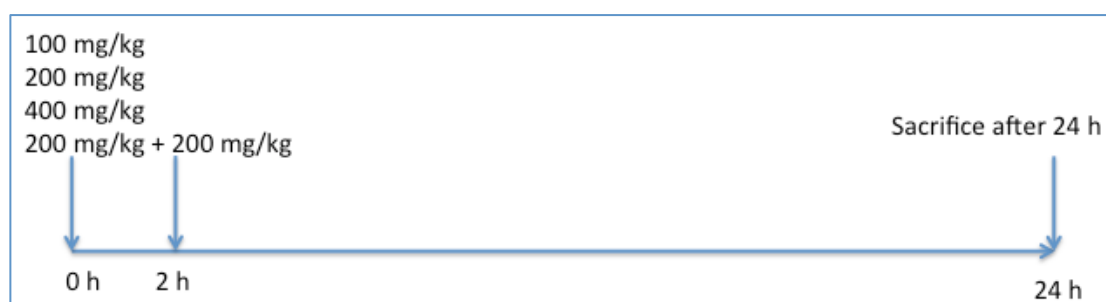 100 mg/kg
200 mg/kg
400 mg/kg
200 mg/kg + 200 mg/kg
Sacrifice after 24 h
0 h
2 h
24 h